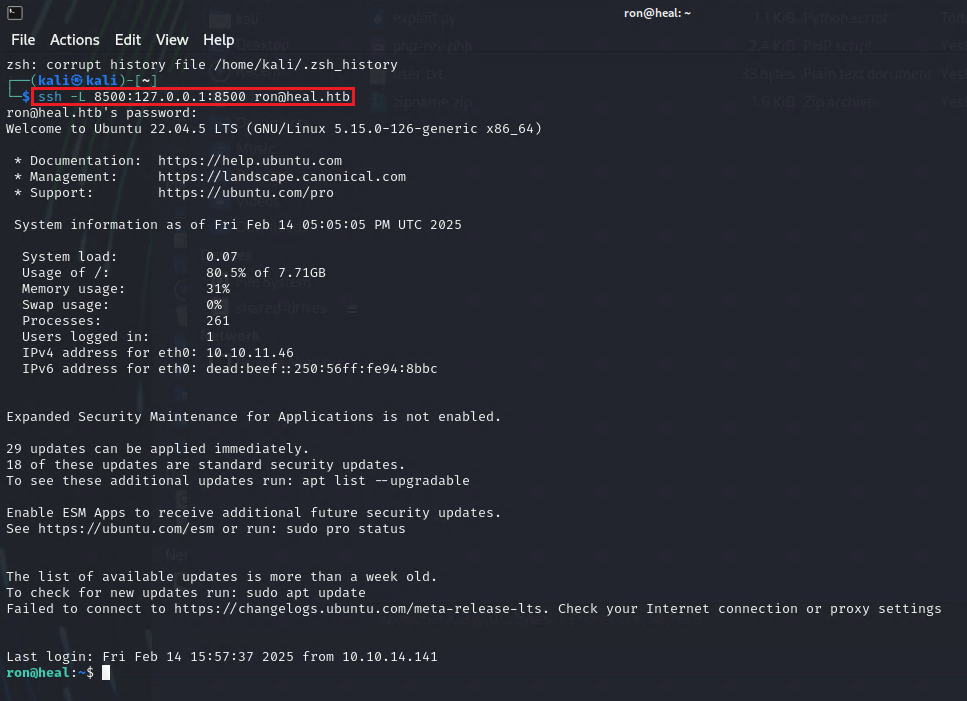 ron@heal: ~
File Actions Edit View Help
zsh: corrupt history file /home/kali/.zsh_history
┌──(kali㉿kali)-[~]
└─$ ssh -L 8500:127.0.0.1:8500 ron@heal.htb
ron@heal.htb's password:
Welcome to Ubuntu 22.04.5 LTS (GNU/Linux 5.15.0-126-generic x86_64)
* Documentation: https://help.ubuntu.com
* Management: https://landscape.canonical.com
* Support: https://ubuntu.com/pro
System information as of Fri Feb 14 05:05:05 PM UTC 2025
System load: 0.07
Usage of /: 80.5% of 7.71GB
Memory usage: 31%
Swap usage: 0%
Processes: 261
Users logged in: 1
IPv4 address for eth0: 10.10.11.46
IPv6 address for eth0: dead:beef::250:56ff:fe94:8bbc
Expanded Security Maintenance for Applications is not enabled.
29 updates can be applied immediately.
18 of these updates are standard security updates.
To see these additional updates run: apt list --upgradable
Enable ESM Apps to receive additional future security updates.
See https://ubuntu.com/esm or run: sudo pro status
The list of available updates is more than a week old.
To check for new updates run: sudo apt update
Failed to connect to https://changelogs.ubuntu.com/meta-release-lts. Check your Internet connection or proxy settings
Last login: Fri Feb 14 15:57:37 2025 from 10.10.14.141
ron@heal:~$